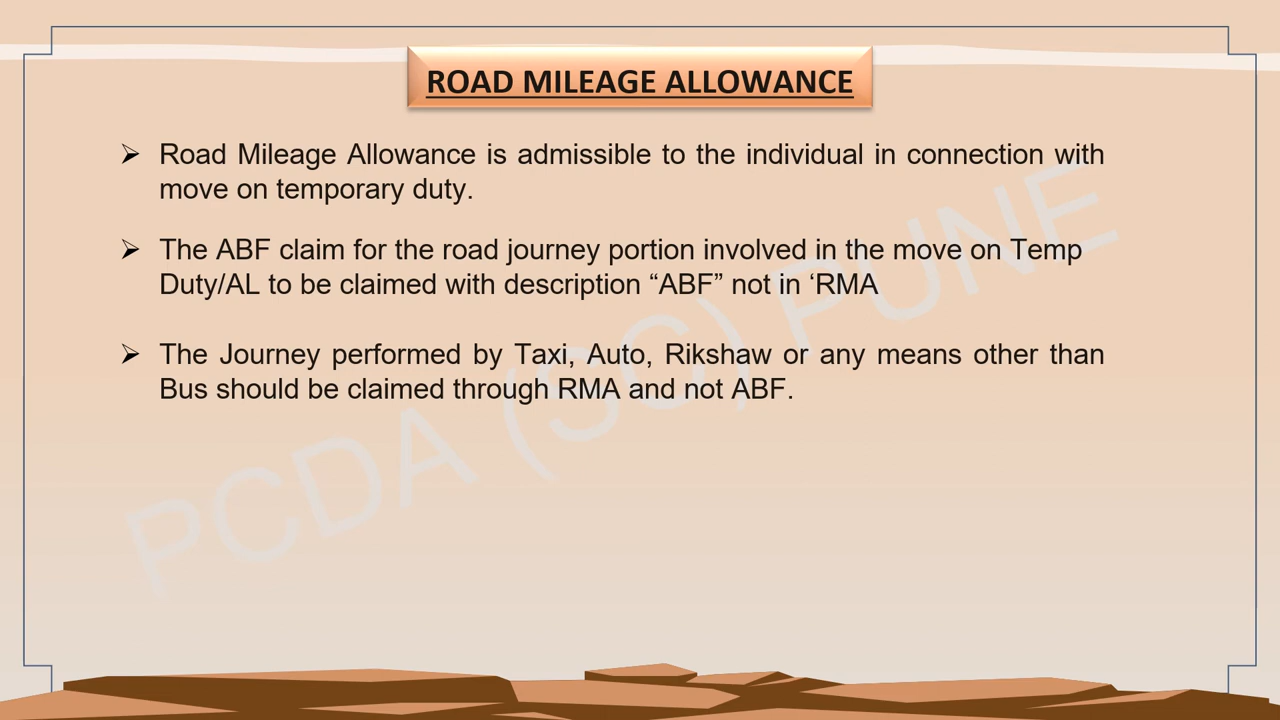 ROAD MILEAGE ALLOWANCE
➢ Road Mileage Allowance is admissible to the individual in connection with
move on temporary duty.
➢ The ABF claim for the road journey portion involved in the move on Temp
Duty/AL to be claimed with description “ABF” not in ‘RMA
➢ The Journey performed by Taxi, Auto, Rikshaw or any means other than
Bus should be claimed through RMA and not ABF.
PCDA (SC) PUNE